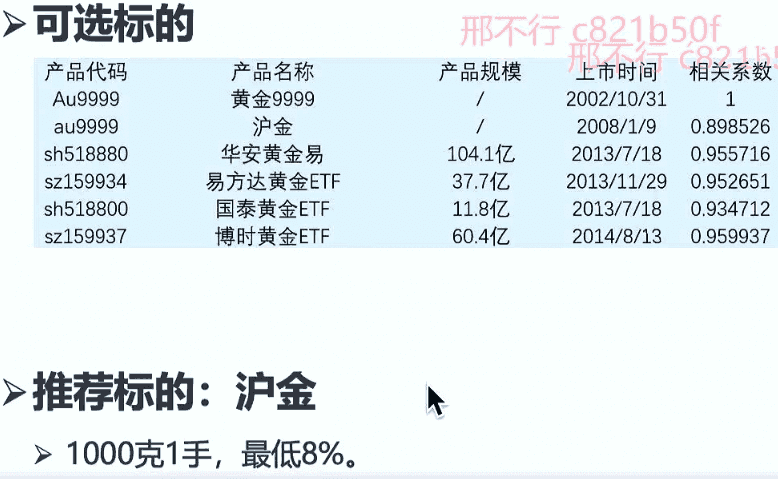 可选标的
邢不行 c821b50f
邢不行 c821b5
产品代码 产品名称 产品规模 上市时间 相关系数
Au9999 黄金9999 / 2002/10/31 1
au9999 沪金 / 2008/1/9 0.898526
sh518880 华安黄金易 104.1亿 2013/7/18 0.955716
sz159934 易方达黄金ETF 37.7亿 2013/11/29 0.952651
sh518800 国泰黄金ETF 11.8亿 2013/7/18 0.934712
sz159937 博时黄金ETF 60.4亿 2014/8/13 0.959937
推荐标的：沪金
1000克1手，最低8%。